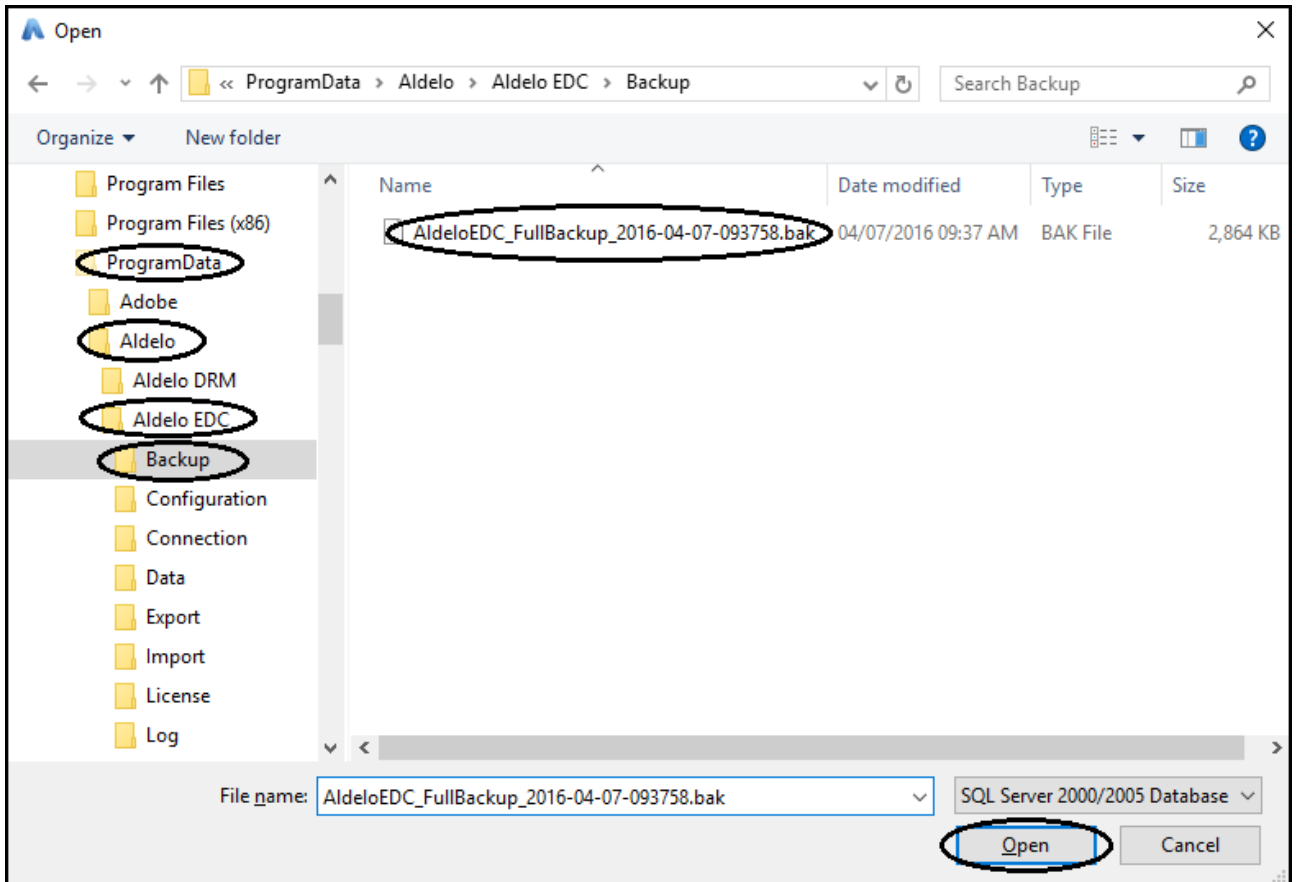 Open
« ProgramData > Aldelo > Aldelo EDC > Backup
Search Backup
Organize
New folder
Name
Date modified
Type
Size
Program Files
Program Files (x86)
ProgramData
Adobe
Aldelo
Aldelo DRM
Aldelo EDC
Backup
Configuration
Connection
Data
Export
Import
License
Log
AldeloEDC_FullBackup_2016-04-07-093758.bak 04/07/2016 09:37 AM BAK File 2,864 KB
File name: AldeloEDC_FullBackup_2016-04-07-093758.bak
SQL Server 2000/2005 Database
Open
Cancel